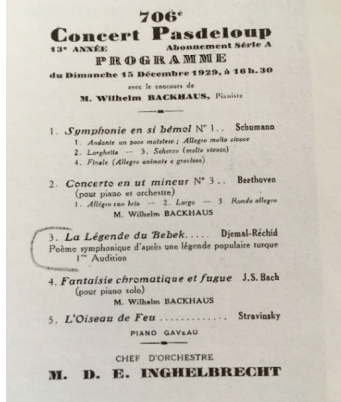 706e
Concert Pasdeloup
13e ANNÉE Abonnement Série A
PROGRAMME
du Dimanche 15 Décembre 1929, à 16 h. 30
avec le concours de
M. Wilhelm BACKHAUS, Pianiste
1. Symphonie en si bémol No 1.. Schumann
1. Andante un poco maestoso; Allegro molto vivace
2. Larghetto — 3. Scherzo (molto vivace)
4. Finale (Allegro animato e grazioso)
2. Concerto en ut mineur No 3.. Beethoven
(pour piano et orchestre)
1. Allégro con brio — 2. Largo — 3. Rondo allegro
M. Wilhelm BACKHAUS
3. La Légende du Bebek..... Djemal-Réchid
Poème symphonique d'après une légende populaire turque
1re Audition
4. Fantaisie chromatique et fugue J.S. Bach
(pour piano solo)
M. Wilhelm BACKHAUS
5. L'Oiseau de Feu ............ Stravinsky
PIANO GAVEAU
CHEF D'ORCHESTRE
M. D. E. INGHELBRECHT